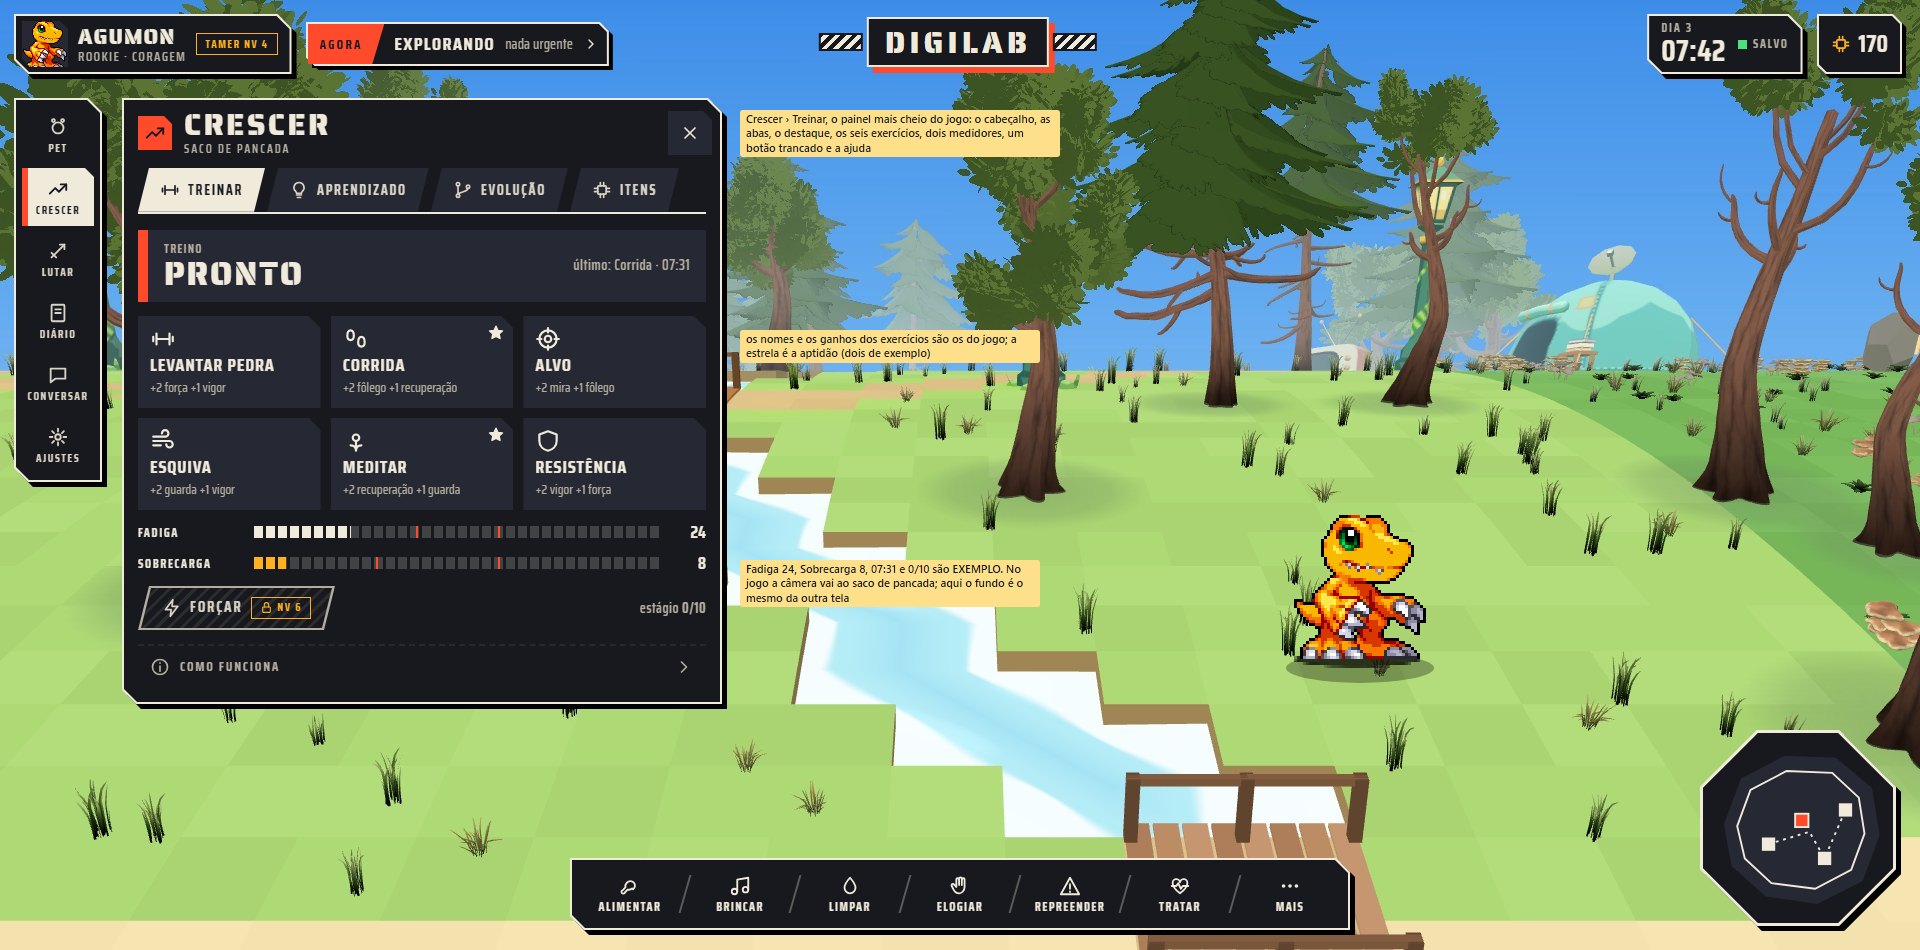 AGUMON
ROOKIE · CORAGEM
TAMER NV 4
AGORA
EXPLORANDO nada urgente
DIGILAB
DIA 3
07:42
SALVO
170
PET
CRESCER
LUTAR
DIÁRIO
CONVERSAR
AJUSTES
CRESCER
SACO DE PANCADA
TREINAR
APRENDIZADO
EVOLUÇÃO
ITENS
TREINO
PRONTO
último: Corrida · 07:31
LEVANTAR PEDRA
+2 força +1 vigor
CORRIDA
+2 fôlego +1 recuperação
ALVO
+2 mira +1 fôlego
ESQUIVA
+2 guarda +1 vigor
MEDITAR
+2 recuperação +1 guarda
RESISTÊNCIA
+2 vigor +1 força
FADIGA
24
SOBRECARGA
8
FORÇAR
NV 6
estágio 0/10
COMO FUNCIONA
Crescer › Treinar, o painel mais cheio do jogo: o cabeçalho, as
abas, o destaque, os seis exercícios, dois medidores, um
botão trancado e a ajuda
os nomes e os ganhos dos exercícios são os do jogo; a
estrela é a aptidão (dois de exemplo)
Fadiga 24, Sobrecarga 8, 07:31 e 0/10 são EXEMPLO. No
jogo a câmera vai ao saco de pancada; aqui o fundo é o
mesmo da outra tela
ALIMENTAR
BRINCAR
LIMPAR
ELOGIAR
REPREENDER
TRATAR
MAIS